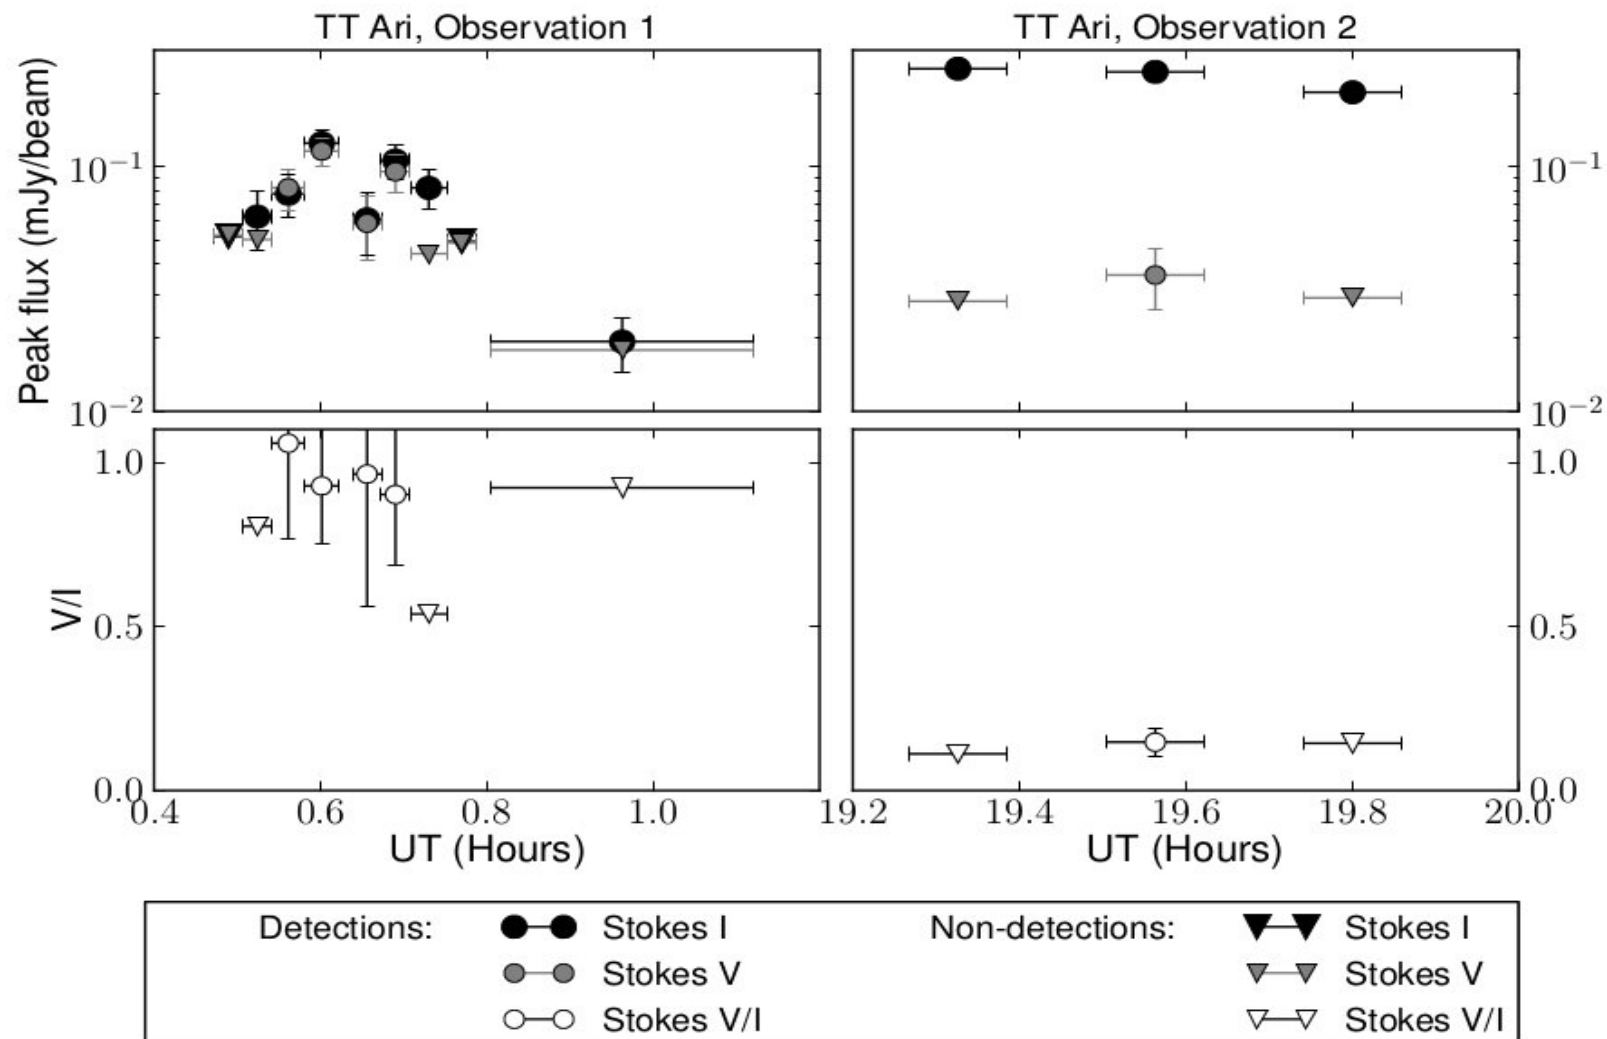 TT Ari, Observation 1
TT Ari, Observation 2
Peak flux (mJy/beam)
10⁻¹
10⁻²
10⁻¹
10⁻²
V/I
1.0
0.5
0.0
1.0
0.5
0.0
0.4 0.6 0.8 1.0
19.2 19.4 19.6 19.8 20.0
UT (Hours)
UT (Hours)
Detections: Stokes I Non-detections: Stokes I
Stokes V Stokes V
Stokes V/I Stokes V/I